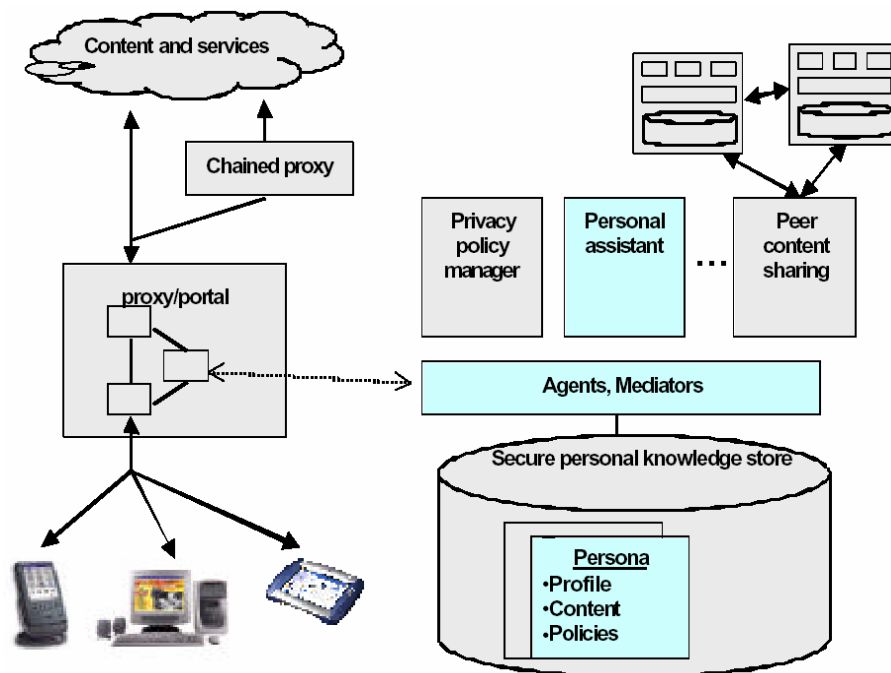 Content and services
Chained proxy
Privacy
policy
manager
Personal
assistant
...
Peer
content
sharing
proxy/portal
Agents, Mediators
Secure personal knowledge store
Persona
•Profile
•Content
•Policies